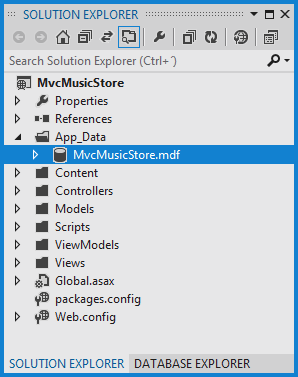 SOLUTION EXPLORER
Search Solution Explorer (Ctrl+´)
MvcMusicStore
Properties
References
App_Data
MvcMusicStore.mdf
Content
Controllers
Models
Scripts
ViewModels
Views
Global.asax
packages.config
Web.config
SOLUTION EXPLORER DATABASE EXPLORER